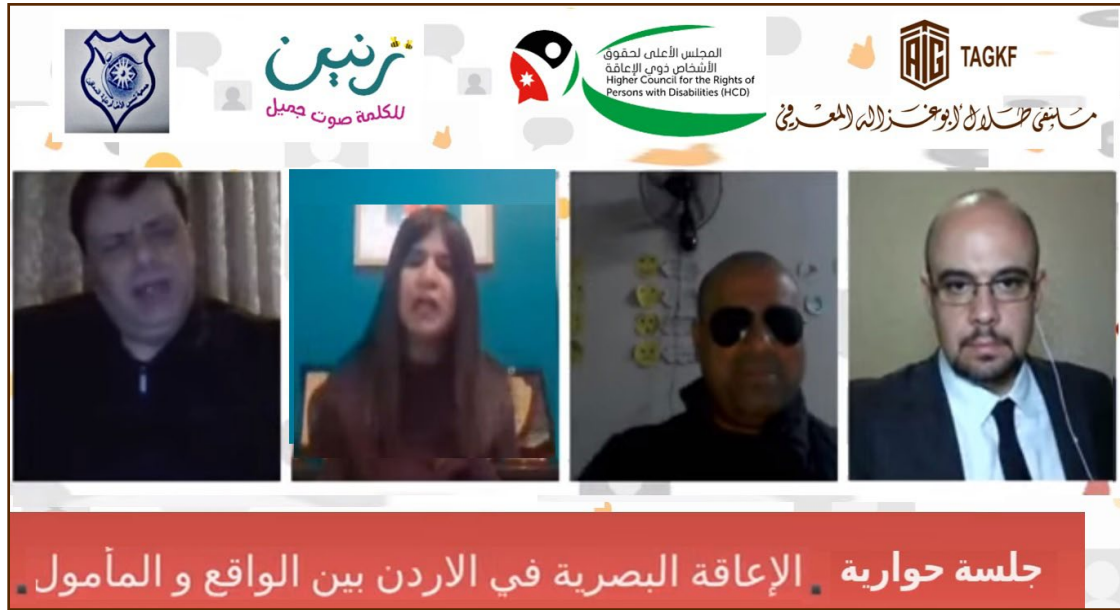 رنين
للكلمة صوت جميل
المجلس الأعلى لحقوق
الأشخاص ذوي الإعاقة
Higher Council for the Rights of
Persons with Disabilities (HCD)
TAGKF
ملتقى طلال أبوغزاله المعرفي
جلسة حوارية . الإعاقة البصرية في الاردن بين الواقع و المأمول .